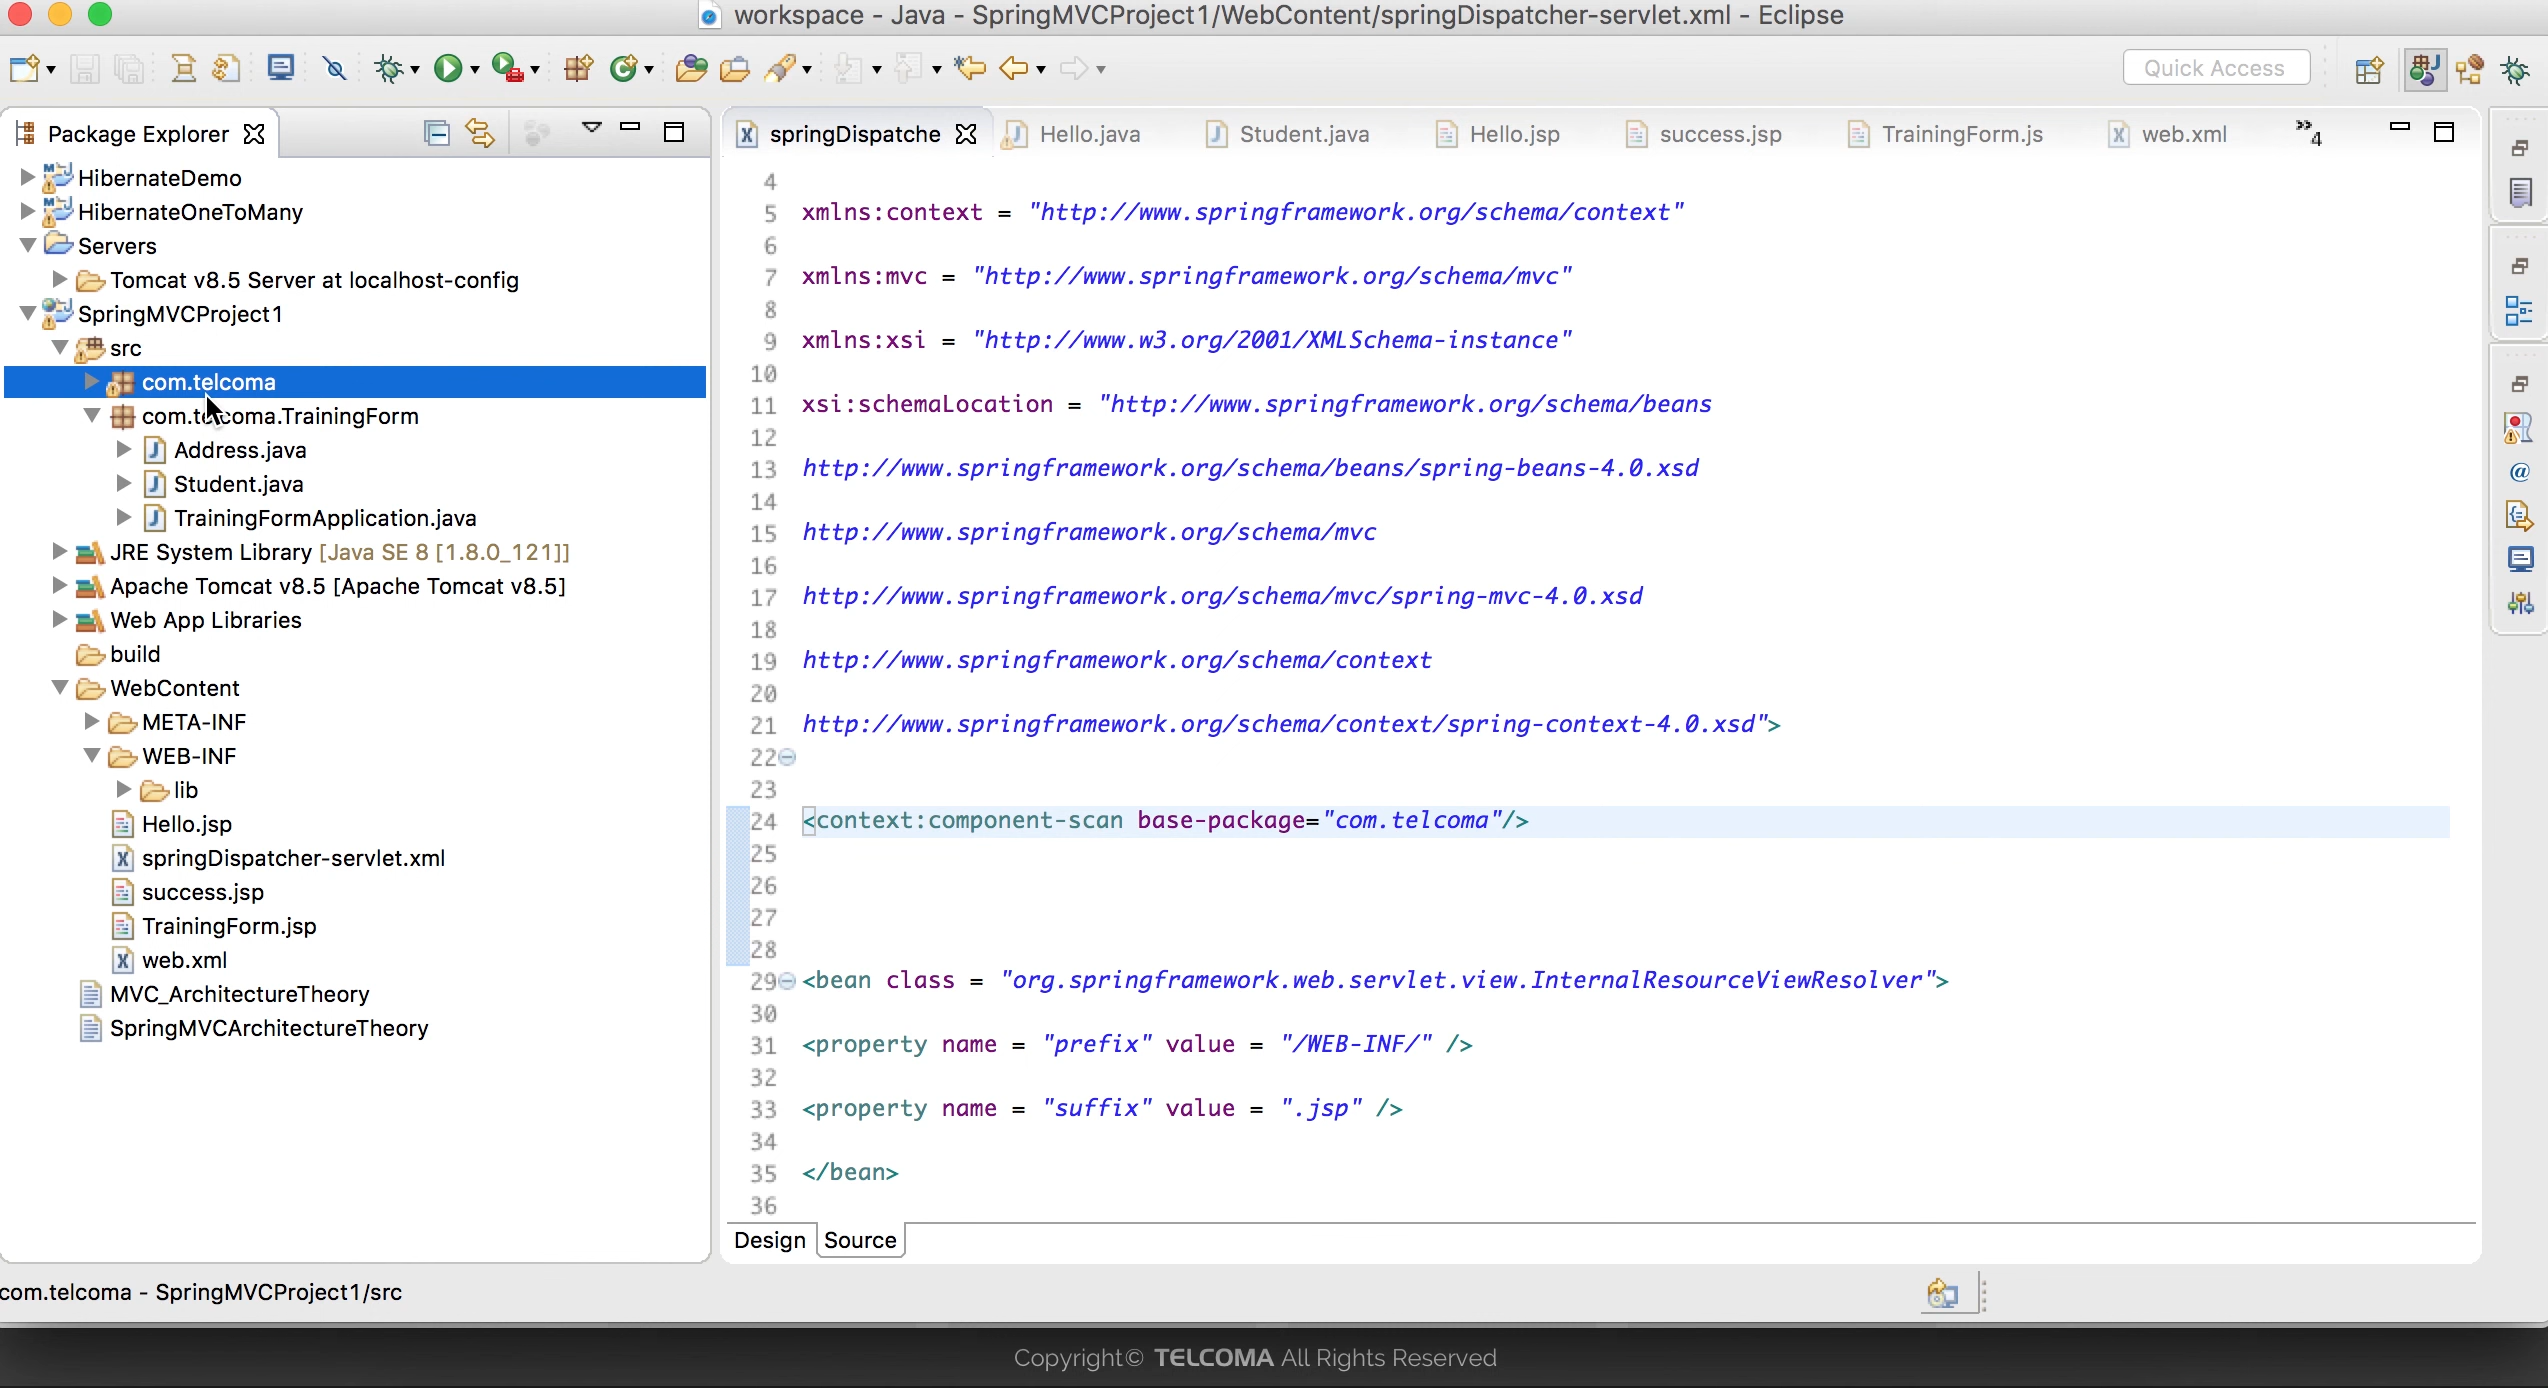 workspace - Java - SpringMVCProject1/WebContent/springDispatcher-servlet.xml - Eclipse
Quick Access
Package Explorer
HibernateDemo
HibernateOneToMany
Servers
Tomcat v8.5 Server at localhost-config
SpringMVCProject1
src
com.telcoma
com.telcoma.TrainingForm
Address.java
Student.java
TrainingFormApplication.java
JRE System Library [Java SE 8 [1.8.0_121]]
Apache Tomcat v8.5 [Apache Tomcat v8.5]
Web App Libraries
build
WebContent
META-INF
WEB-INF
lib
Hello.jsp
springDispatcher-servlet.xml
success.jsp
TrainingForm.jsp
web.xml
MVC_ArchitectureTheory
SpringMVCArchitectureTheory
springDispatche Hello.java Student.java Hello.jsp success.jsp TrainingForm.js web.xml »4
4
5 xmlns:context = "http://www.springframework.org/schema/context"
6
7 xmlns:mvc = "http://www.springframework.org/schema/mvc"
8
9 xmlns:xsi = "http://www.w3.org/2001/XMLSchema-instance"
10
11 xsi:schemaLocation = "http://www.springframework.org/schema/beans
12
13 http://www.springframework.org/schema/beans/spring-beans-4.0.xsd
14
15 http://www.springframework.org/schema/mvc
16
17 http://www.springframework.org/schema/mvc/spring-mvc-4.0.xsd
18
19 http://www.springframework.org/schema/context
20
21 http://www.springframework.org/schema/context/spring-context-4.0.xsd">
22
23
24 <context:component-scan base-package="com.telcoma"/>
25
26
27
28
29 <bean class = "org.springframework.web.servlet.view.InternalResourceViewResolver">
30
31 <property name = "prefix" value = "/WEB-INF/" />
32
33 <property name = "suffix" value = ".jsp" />
34
35 </bean>
36
Design Source
com.telcoma - SpringMVCProject1/src
Copyright© TELCOMA All Rights Reserved